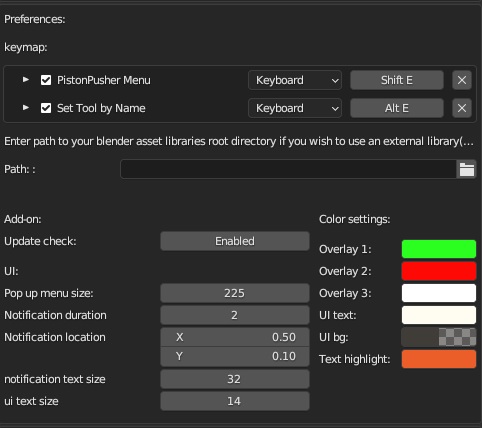 Preferences:
keymap:
PistonPusher Menu Keyboard Shift E
Set Tool by Name Keyboard Alt E
Enter path to your blender asset libraries root directory if you wish to use an external library(...
Path: :
Add-on:
Update check: Enabled
UI:
Pop up menu size: 225
Notification duration 2
Notification location X 0.50
Y 0.10
notification text size 32
ui text size 14
Color settings:
Overlay 1:
Overlay 2:
Overlay 3:
UI text:
UI bg:
Text highlight: